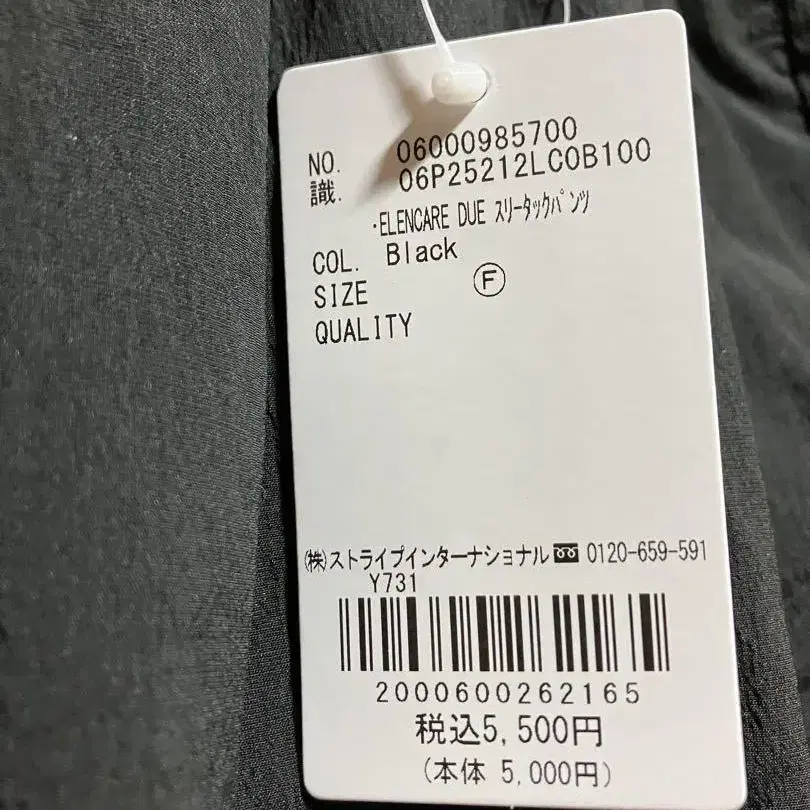 NO. 06000985700
識. 06P25212LC0B100
･ELENCARE DUE ｽﾘｰﾀｯｸﾊﾟﾝﾂ
COL. Black
SIZE Ⓕ
QUALITY
㈱ストライプインターナショナル 0120-659-591
Y731
2000600262165
税込5,500円
(本体 5,000円)